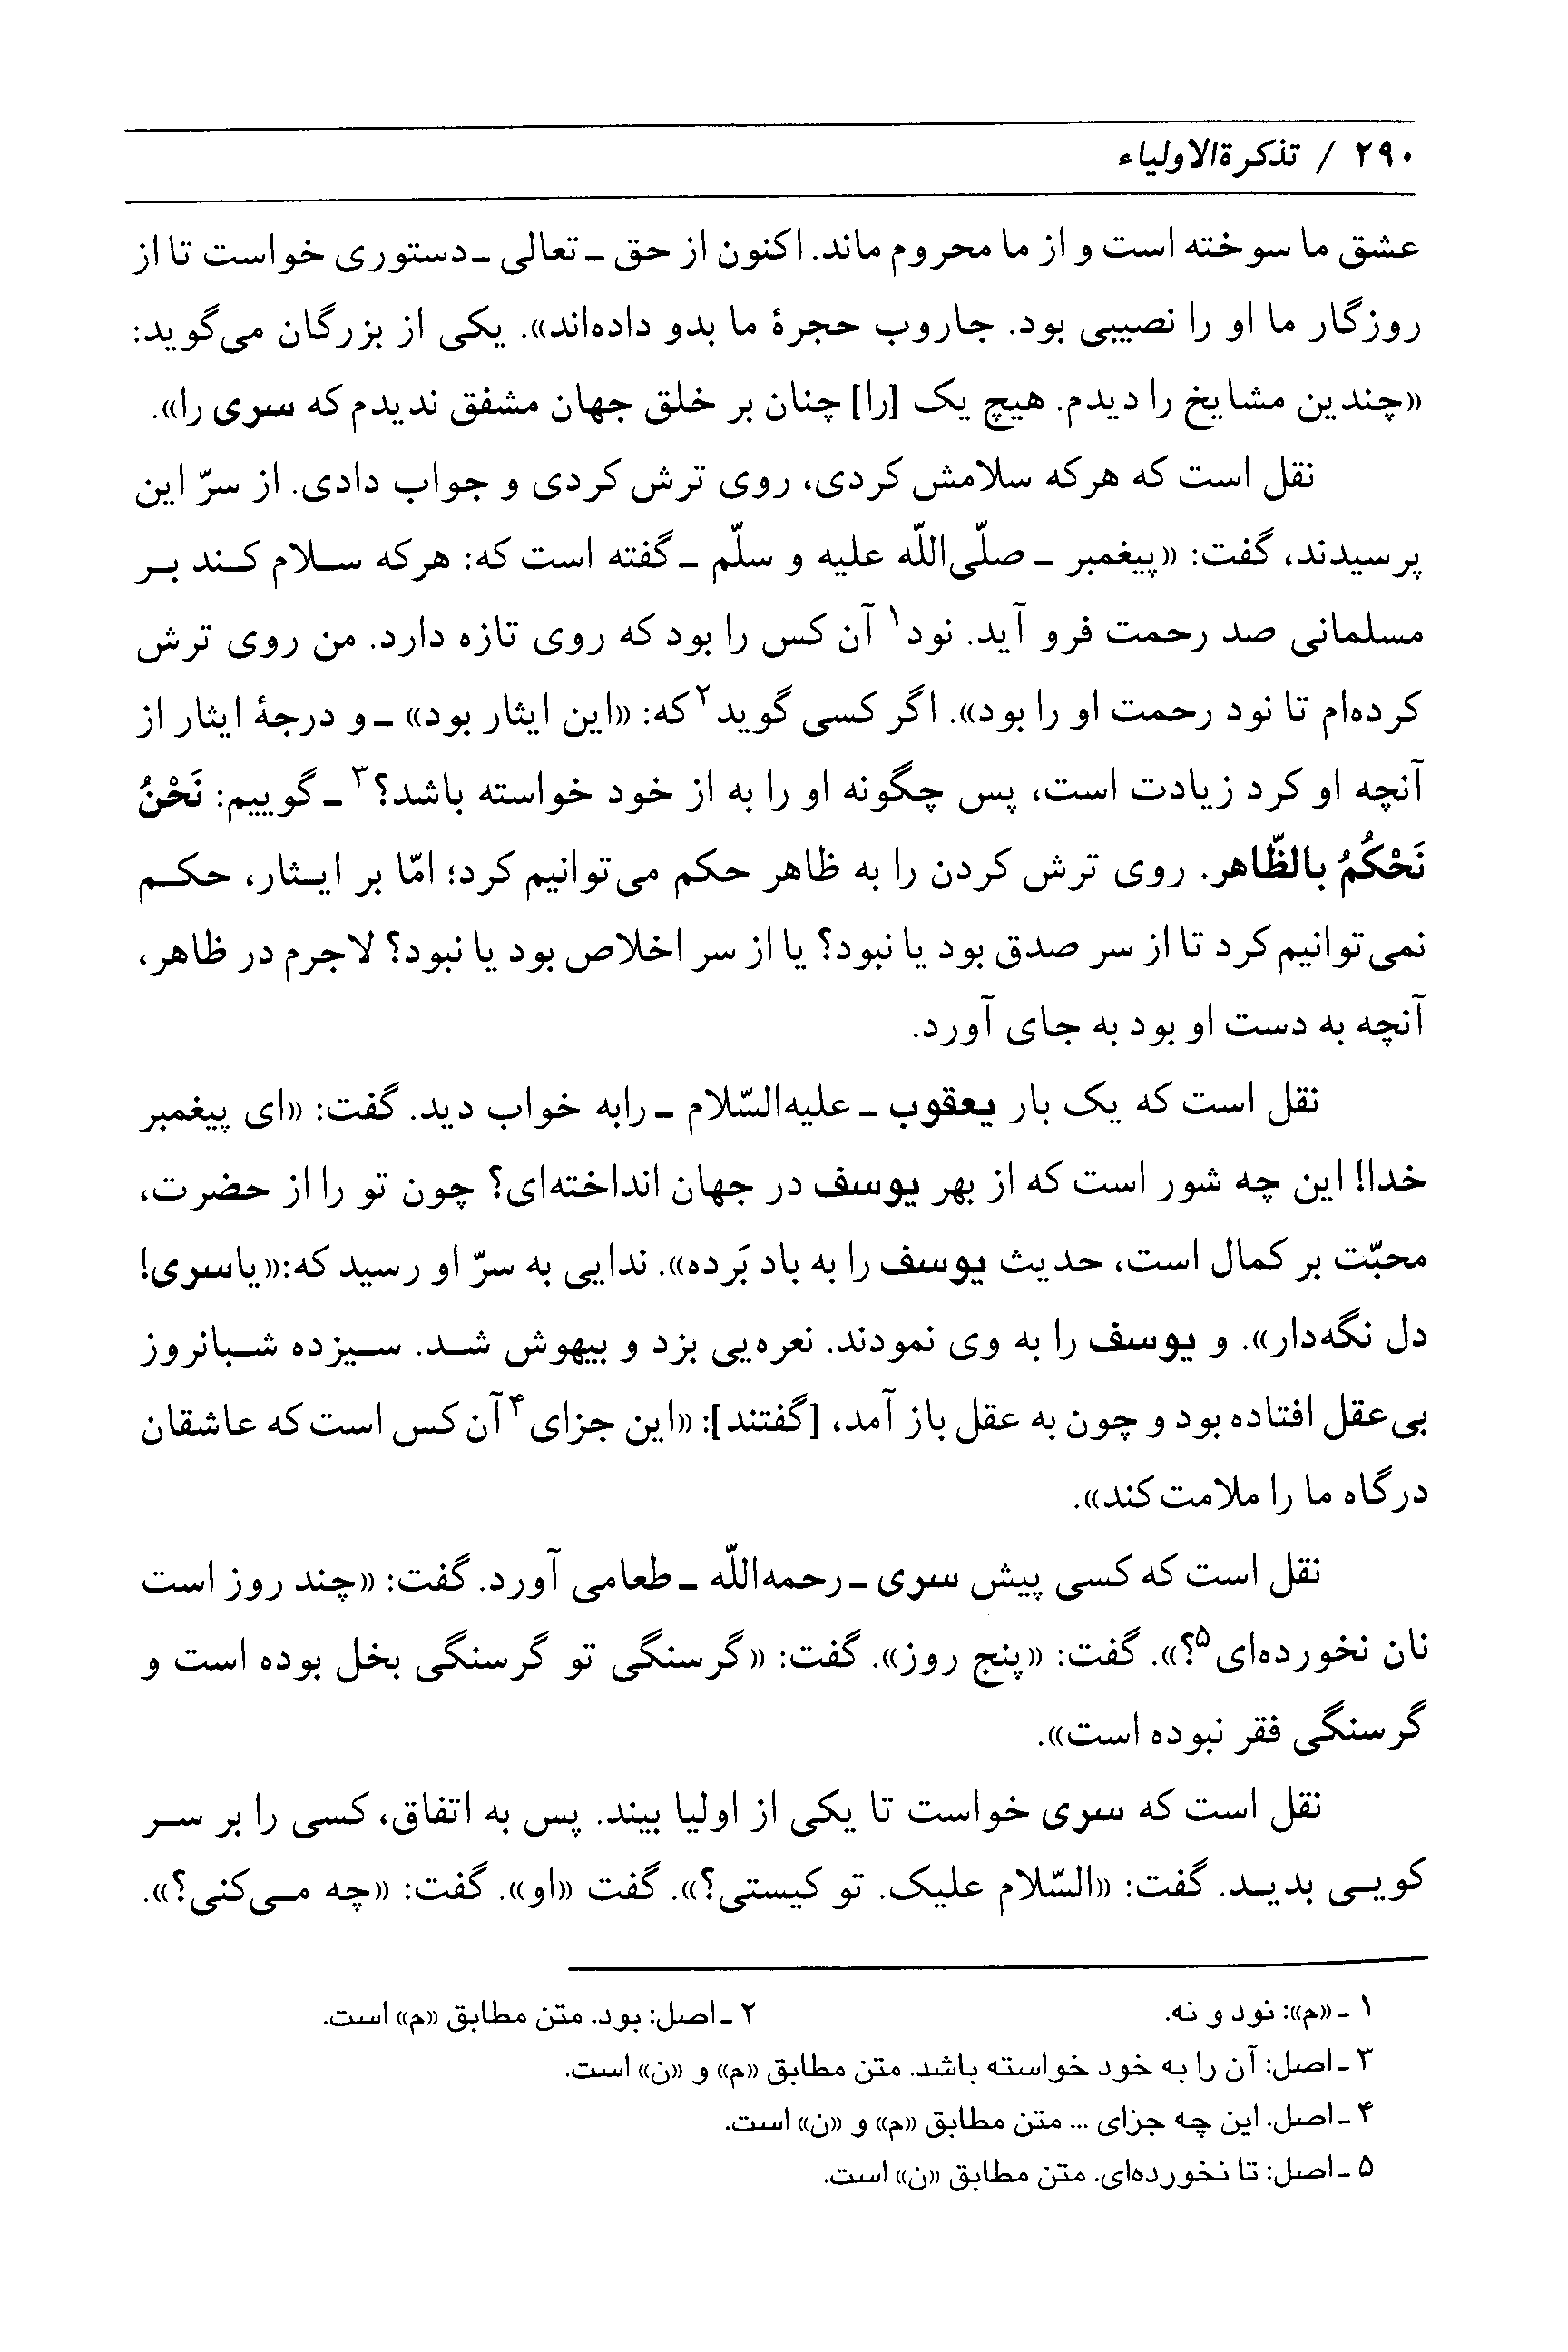 ۲۹۰ / تذکرةالاولیاء
عشق ما سوخته است و از ما محروم ماند. اکنون از حق ـ تعالی ـ دستوری خواست تا از
روزگار ما او را نصیبی بود. جاروب حجرهٔ ما بدو داده‌اند». یکی از بزرگان می‌گوید:
«چندین مشایخ را دیدم. هیچ یک [را] چنان بر خلق جهان مشفق ندیدم که سری را».
نقل است که هرکه سلامش کردی، روی ترش کردی و جواب دادی. از سرّ این
پرسیدند، گفت: «پیغمبر ـ صلّی‌اللّه علیه و سلّم ـ گفته است که: هرکه سلام کند بر
مسلمانی صد رحمت فرو آید. نود۱ آن کس را بود که روی تازه دارد. من روی ترش
کرده‌ام تا نود رحمت او را بود». اگر کسی گوید۲ که: «این ایثار بود» ـ و درجهٔ ایثار از
آنچه او کرد زیادت است، پس چگونه او را به از خود خواسته باشد؟۳ ـ گوییم: نَحْنُ
نَحْکُمُ بالظّاهر. روی ترش کردن را به ظاهر حکم می‌توانیم کرد؛ امّا بر ایثار، حکم
نمی‌توانیم کرد تا از سر صدق بود یا نبود؟ یا از سر اخلاص بود یا نبود؟ لاجرم در ظاهر،
آنچه به دست او بود به جای آورد.
نقل است که یک بار یعقوب ـ علیه‌السّلام ـ رابه خواب دید. گفت: «ای پیغمبر
خدا! این چه شور است که از بهر یوسف در جهان انداخته‌ای؟ چون تو را از حضرت،
محبّت بر کمال است، حدیث یوسف را به باد بَرده». ندایی به سرّ او رسید که:«یاسری!
دل نگه‌دار». و یوسف را به وی نمودند. نعره‌یی بزد و بیهوش شد. سیزده شبانروز
بی‌عقل افتاده بود و چون به عقل باز آمد، [گفتند]: «این جزای۴ آن کس است که عاشقان
درگاه ما را ملامت کند».
نقل است که کسی پیش سری ـ رحمه‌اللّه ـ طعامی آورد. گفت: «چند روز است
نان نخورده‌ای۵؟». گفت: «پنج روز». گفت: «گرسنگی تو گرسنگی بخل بوده است و
گرسنگی فقر نبوده است».
نقل است که سری خواست تا یکی از اولیا بیند. پس به اتفاق، کسی را بر سر
کویی بدید. گفت: «السّلام علیک. تو کیستی؟». گفت «او». گفت: «چه می‌کنی؟».
۱ ـ «م»: نود و نه. ۲ ـ اصل: بود. متن مطابق «م» است.
۳ ـ اصل: آن را به خود خواسته باشد. متن مطابق «م» و «ن» است.
۴ ـ اصل. این چه جزای ... متن مطابق «م» و «ن» است.
۵ ـ اصل: تا نخورده‌ای. متن مطابق «ن» است.